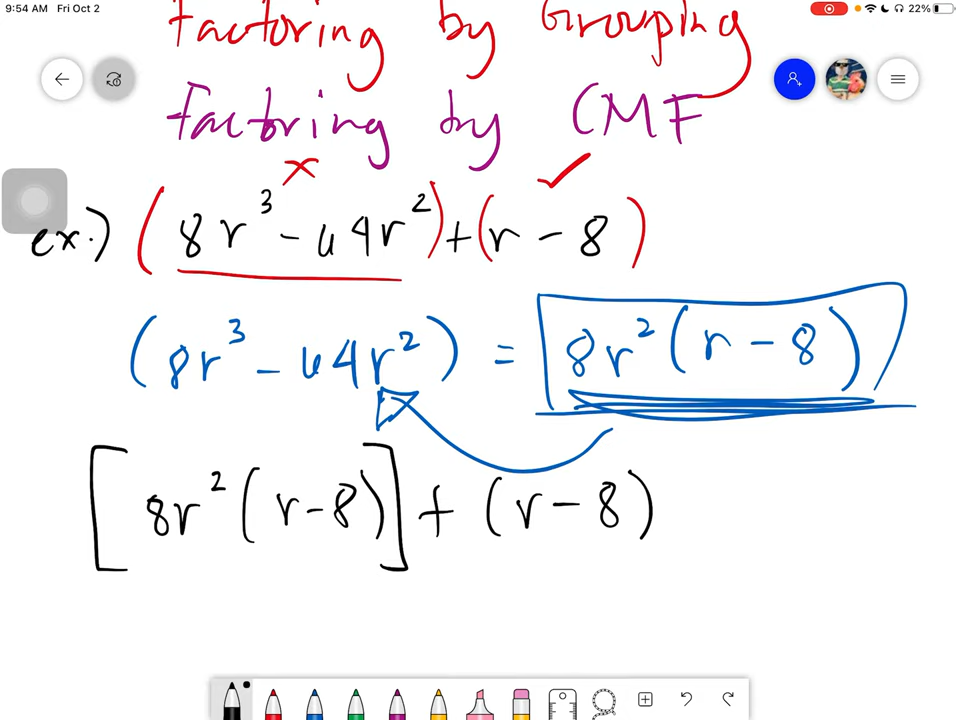 9:54 AM Fri Oct 2 22%
Factoring by Grouping
Factoring by CMF
ex.) (8r³ - 64r²) + (r - 8)
(8r³ - 64r²) = 8r² (r - 8)
[8r² (r - 8)] + (r - 8)